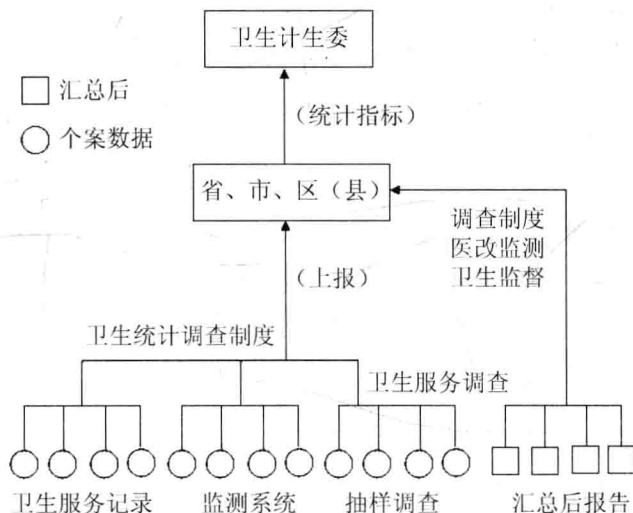 卫生计生委
汇总后
个案数据
（统计指标）
省、市、区（县）
调查制度
医改监测
卫生监督
（上报）
卫生统计调查制度
卫生服务调查
卫生服务记录
监测系统
抽样调查
汇总后报告